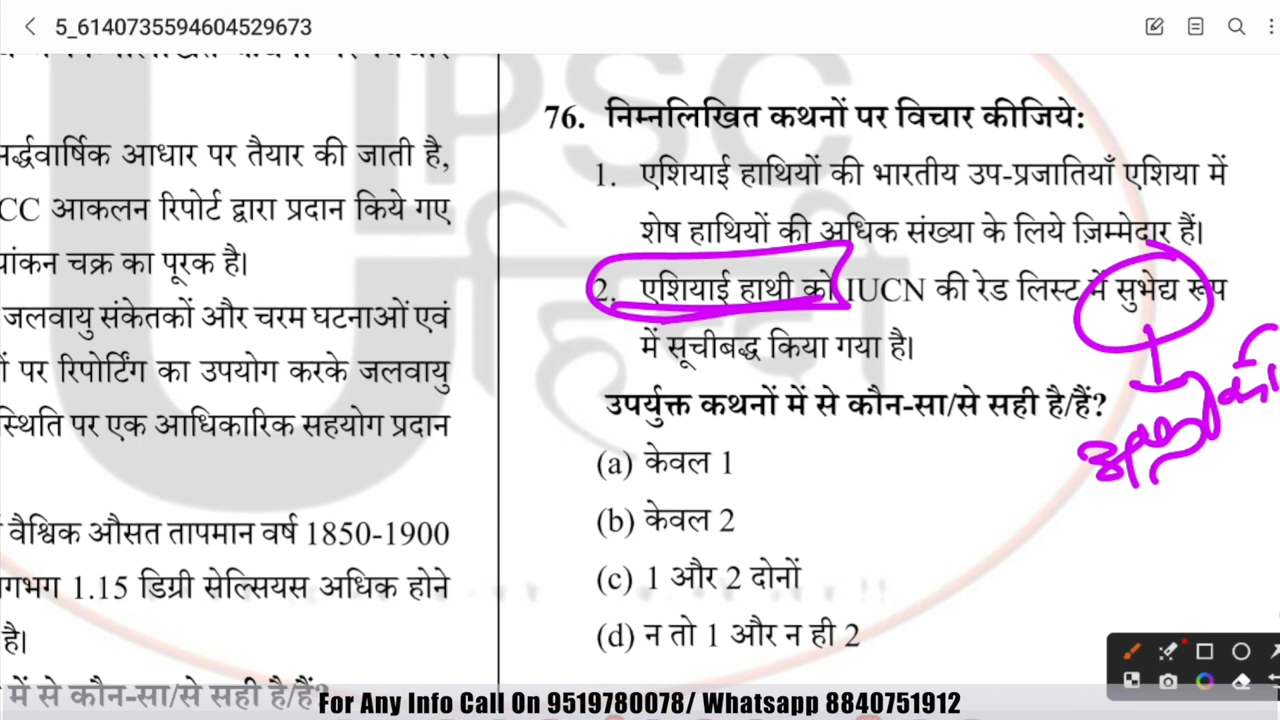 5_6140735594604529673
मर्द्धवार्षिक आधार पर तैयार की जाती है,
CC आकलन रिपोर्ट द्वारा प्रदान किये गए
यांकन चक्र का पूरक है।
जलवायु संकेतकों और चरम घटनाओं एवं
ों पर रिपोर्टिंग का उपयोग करके जलवायु
स्थिति पर एक आधिकारिक सहयोग प्रदान
वैश्विक औसत तापमान वर्ष 1850-1900
गभग 1.15 डिग्री सेल्सियस अधिक होने
है।
में से कौन-सा/से सही है/हैं?
76. निम्नलिखित कथनों पर विचार कीजिये:
1. एशियाई हाथियों की भारतीय उप-प्रजातियाँ एशिया में
शेष हाथियों की अधिक संख्या के लिये ज़िम्मेदार हैं।
2. एशियाई हाथी को IUCN की रेड लिस्ट में सुभेद्य रूप
में सूचीबद्ध किया गया है।
उपर्युक्त कथनों में से कौन-सा/से सही है/हैं?
(a) केवल 1
(b) केवल 2
(c) 1 और 2 दोनों
(d) न तो 1 और न ही 2
UPSC
हिन्दी
For Any Info Call On 9519780078/ Whatsapp 8840751912